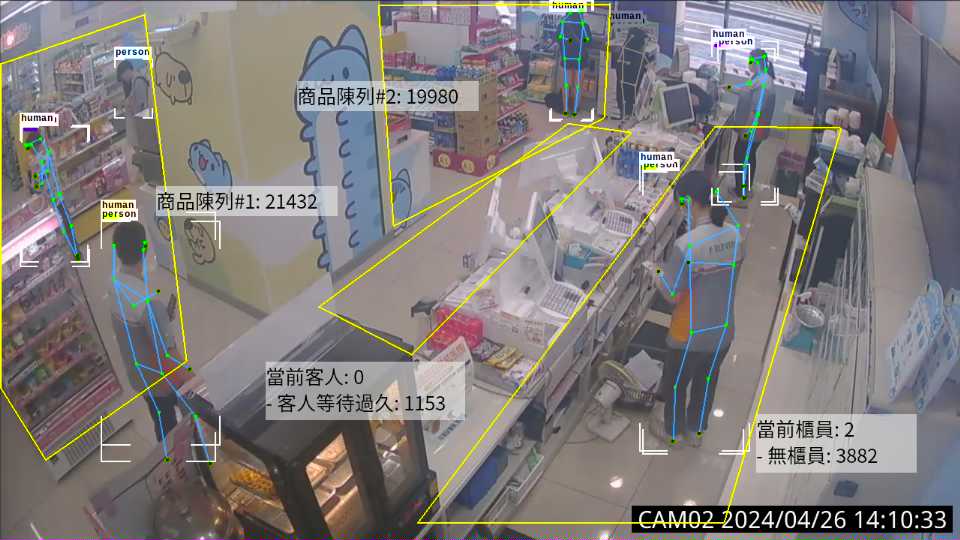 human
human
human
person
person
商品陳列#2: 19980
human
human
person
商品陳列#1: 21432
human
person
當前客人: 0
- 客人等待過久: 1153
當前櫃員: 2
- 無櫃員: 3882
CAM02 2024/04/26 14:10:33